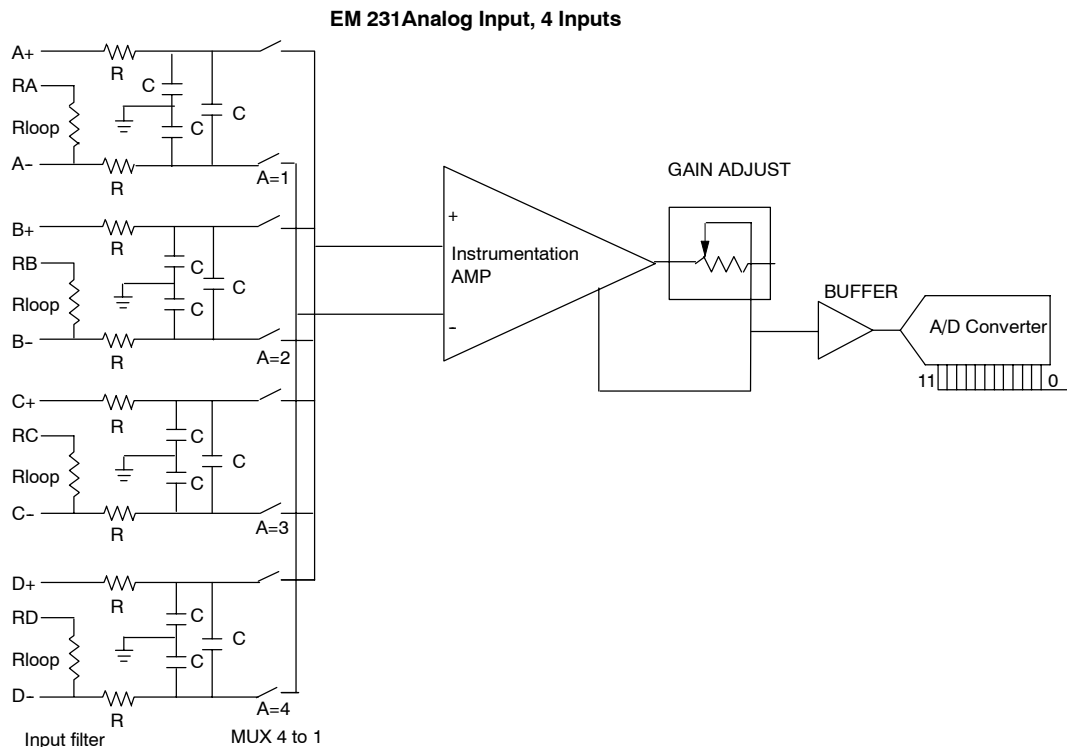 EM 231Analog Input, 4 Inputs
A+
R
RA
C
C
Rloop
C
A-
R
A=1
GAIN ADJUST
B+
R
RB
C
C
Rloop
C
B-
R
A=2
+
Instrumentation
AMP
-
BUFFER
A/D Converter
11
0
C+
R
RC
C
C
Rloop
C
C-
R
A=3
D+
R
RD
C
C
Rloop
C
D-
R
A=4
Input filter
MUX 4 to 1